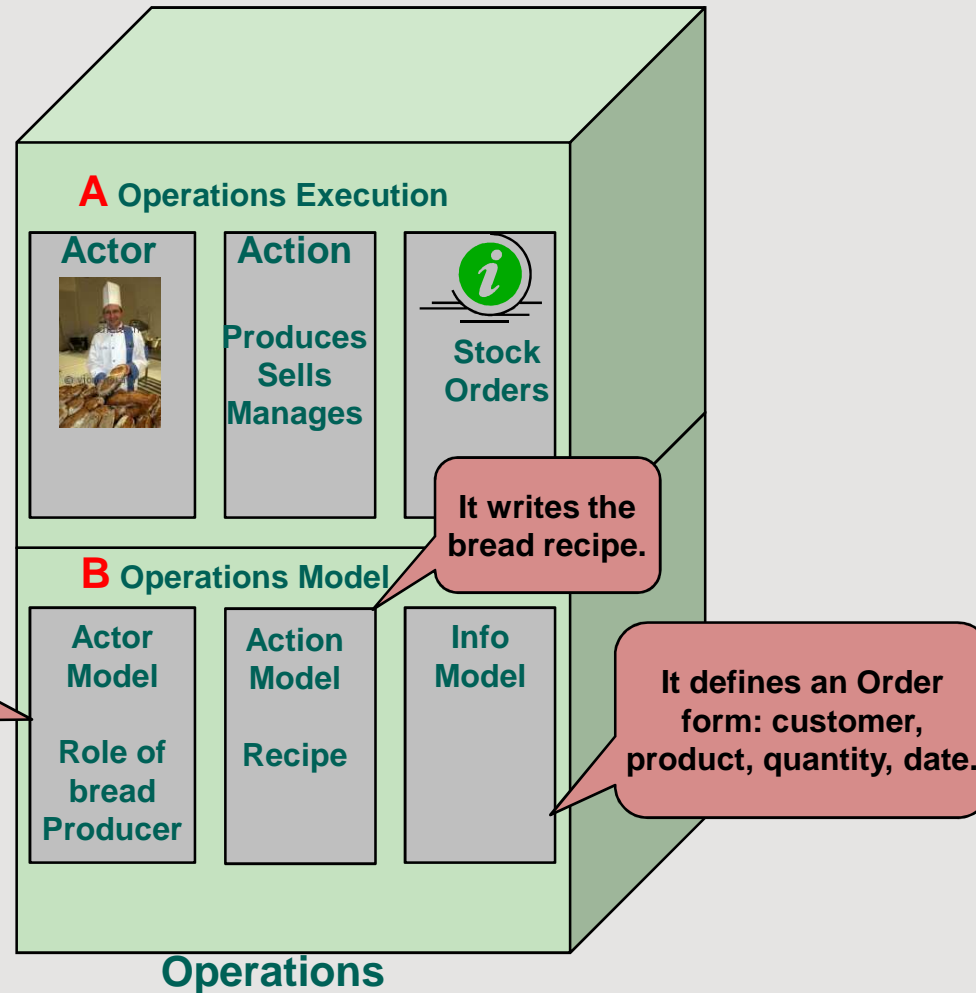 A Operations Execution
Actor
Action
Produces
Sells
Manages
i
Stock
Orders
It writes the
bread recipe.
B Operations Model
Actor
Model
Role of
bread
Producer
Action
Model
Recipe
Info
Model
It defines an Order
form: customer,
product, quantity, date.
Operations